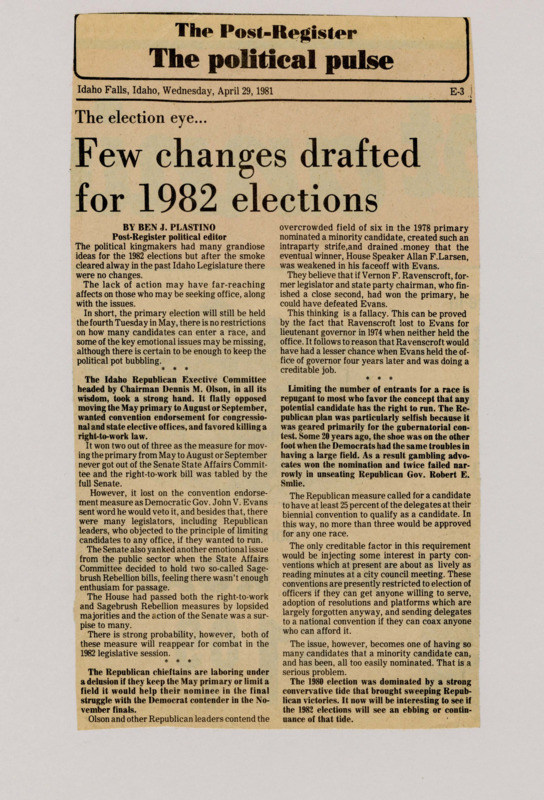 The Post-Register
The political pulse
Idaho Falls, Idaho, Wednesday, April 29, 1981 E-3
The election eye...
Few changes drafted
for 1982 elections
BY BEN J. PLASTINO
Post-Register political editor
The political kingmakers had many grandiose
ideas for the 1982 elections but after the smoke
cleared alway in the past Idaho Legislature there
were no changes.
The lack of action may have far-reaching
affects on those who may be seeking office, along
with the issues.
In short, the primary election will still be held
the fourth Tuesday in May, there is no restrictions
on how many candidates can enter a race, and
some of the key emotional issues may be missing,
although there is certain to be enough to keep the
political pot bubbling.
* * *
The Idaho Republican Exective Committee
headed by Chairman Dennis M. Olson, in all its
wisdom, took a strong hand. It flatly opposed
moving the May primary to August or September,
wanted convention endorsement for congressio-
nal and state elective offices, and favored killing a
right-to-work law.
It won two out of three as the measure for mov-
ing the primary from May to August or September
never got out of the Senate State Affairs Commit-
tee and the right-to-work bill was tabled by the
full Senate.
However, it lost on the convention endorse-
ment measure as Democratic Gov. John V. Evans
sent word he would veto it, and besides that, there
were many legislators, including Republican
leaders, who objected to the principle of limiting
candidates to any office, if they wanted to run.
The Senate also yanked another emotional issue
from the public sector when the State Affairs
Committee decided to hold two so-called Sage-
brush Rebellion bills, feeling there wasn't enough
enthusiam for passage.
The House had passed both the right-to-work
and Sagebrush Rebellion measures by lopsided
majorities and the action of the Senate was a sur-
pise to many.
There is strong probability, however, both of
these measure will reappear for combat in the
1982 legislative session.
* * *
The Republican chieftains are laboring under
a delusion if they keep the May primary or limit a
field it would help their nominee in the final
struggle with the Democrat contender in the No-
vember finals.
Olson and other Republican leaders contend the
overcrowded field of six in the 1978 primary
nominated a minority candidate, created such an
intraparty strife,and drained .money that the
eventual winner, House Speaker Allan F.Larsen,
was weakened in his faceoff with Evans.
They believe that if Vernon F. Ravenscroft, for-
mer legislator and state party chairman, who fin-
ished a close second, had won the primary, he
could have defeated Evans.
This thinking is a fallacy. This can be proved
by the fact that Ravenscroft lost to Evans for
lieutenant governor in 1974 when neither held the
office. It follows to reason that Ravenscroft would
have had a lesser chance when Evans held the of-
fice of governor four years later and was doing a
creditable job.
* * *
Limiting the number of entrants for a race is
repugant to most who favor the concept that any
potential candidate has the right to run. The Re-
publican plan was particularly selfish because it
was geared primarily for the gubernatorial con-
test. Some 20 years ago, the shoe was on the other
foot when the Democrats had the same troubles in
having a large field. As a result gambling advo-
cates won the nomination and twice failed nar-
rowly in unseating Republican Gov. Robert E.
Smlie.
The Republican measure called for a candidate
to have at least 25 percent of the delegates at their
biennial convention to qualify as a candidate. In
this way, no more than three would be approved
for any one race.
The only creditable factor in this requirement
would be injecting some interest in party con-
ventions which at present are about as lively as
reading minutes at a city council meeting. These
conventions are presently restricted to election of
officers if they can get anyone willing to serve,
adoption of resolutions and platforms which are
largely forgotten anyway, and sending delegates
to a national convention if they can coax anyone
who can afford it.
The issue, however, becomes one of having so
many candidates that a minority candidate can,
and has been, all too easily nominated. That is a
serious problem.
The 1980 election was dominated by a strong
convervative tide that brought sweeping Repub-
lican victories. It now will be interesting to see if
the 1982 elections will see an ebbing or contin-
uance of that tide.